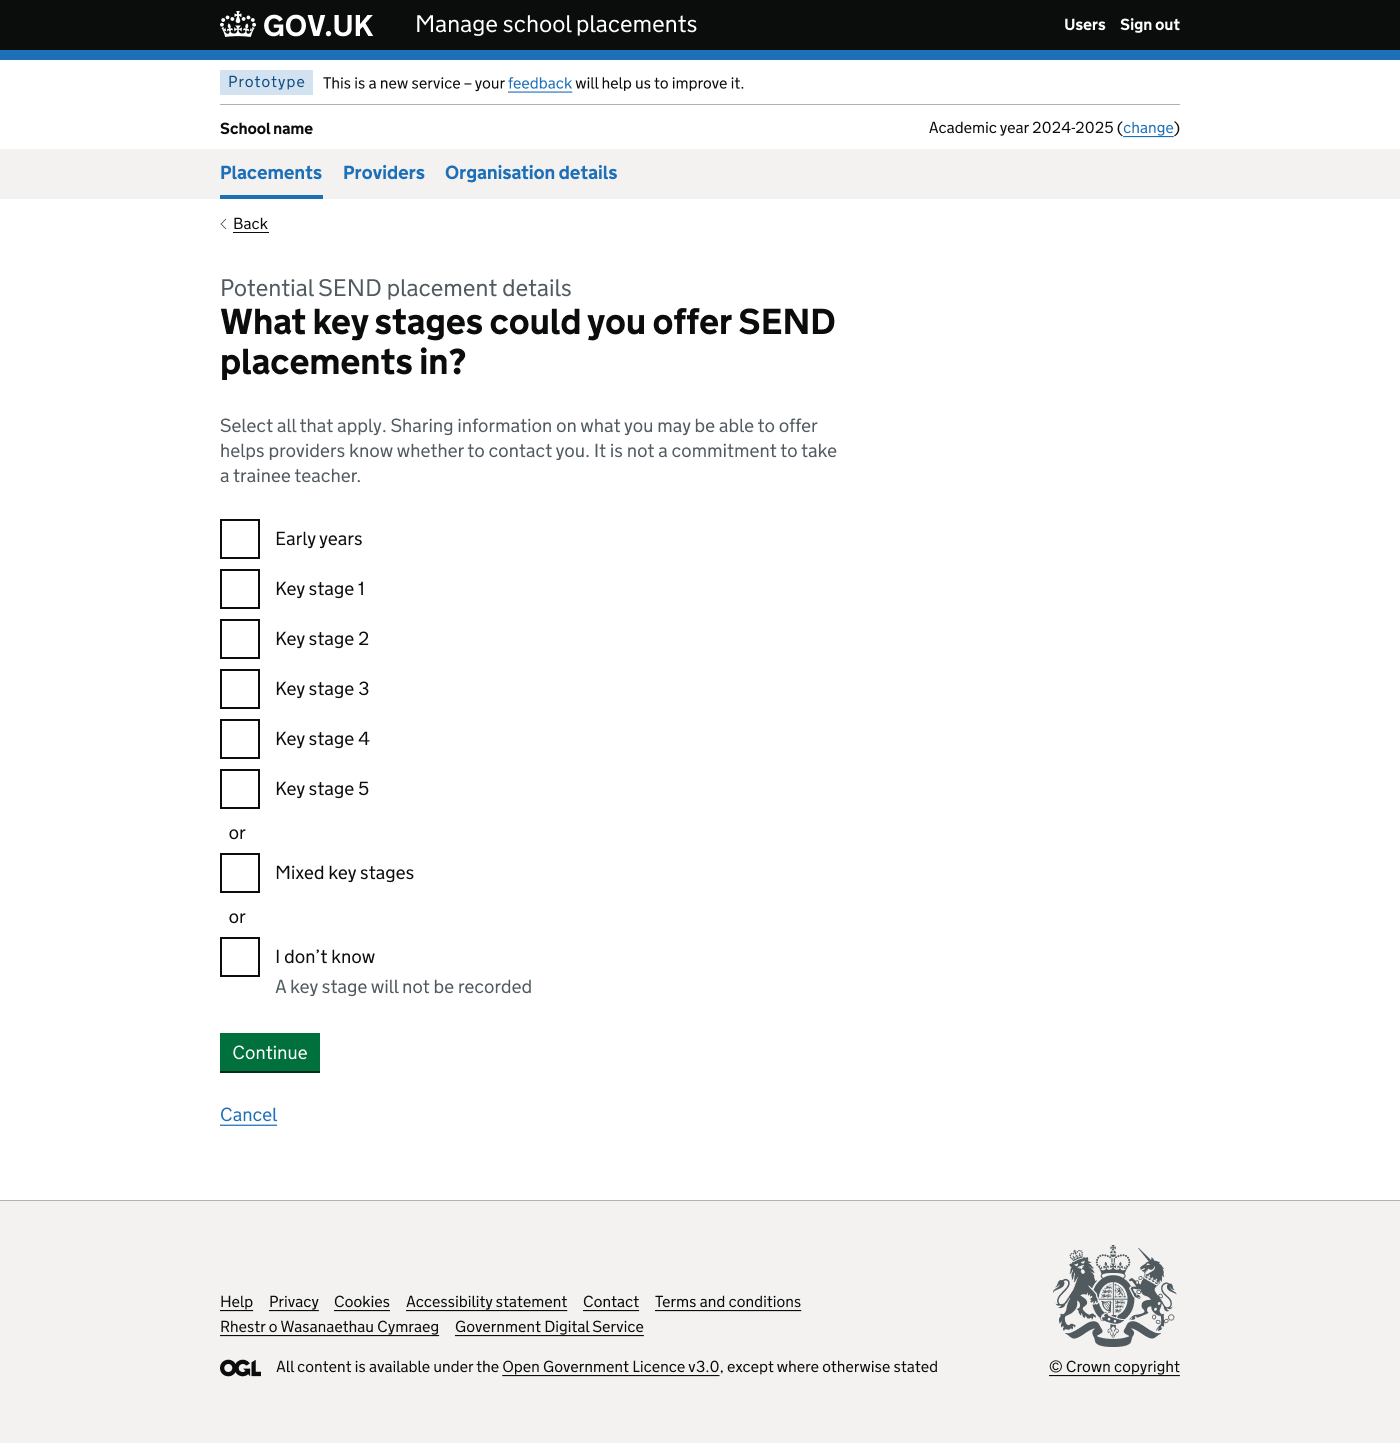 GOV.UK Manage school placements Users Sign out
Prototype This is a new service – your feedback will help us to improve it.
School name Academic year 2024-2025 (change)
Placements Providers Organisation details
Back
Potential SEND placement details
What key stages could you offer SEND
placements in?
Select all that apply. Sharing information on what you may be able to offer
helps providers know whether to contact you. It is not a commitment to take
a trainee teacher.
Early years
Key stage 1
Key stage 2
Key stage 3
Key stage 4
Key stage 5
or
Mixed key stages
or
I don’t know
A key stage will not be recorded
Continue
Cancel
Help Privacy Cookies Accessibility statement Contact Terms and conditions
Rhestr o Wasanaethau Cymraeg Government Digital Service
OGL All content is available under the Open Government Licence v3.0, except where otherwise stated © Crown copyright